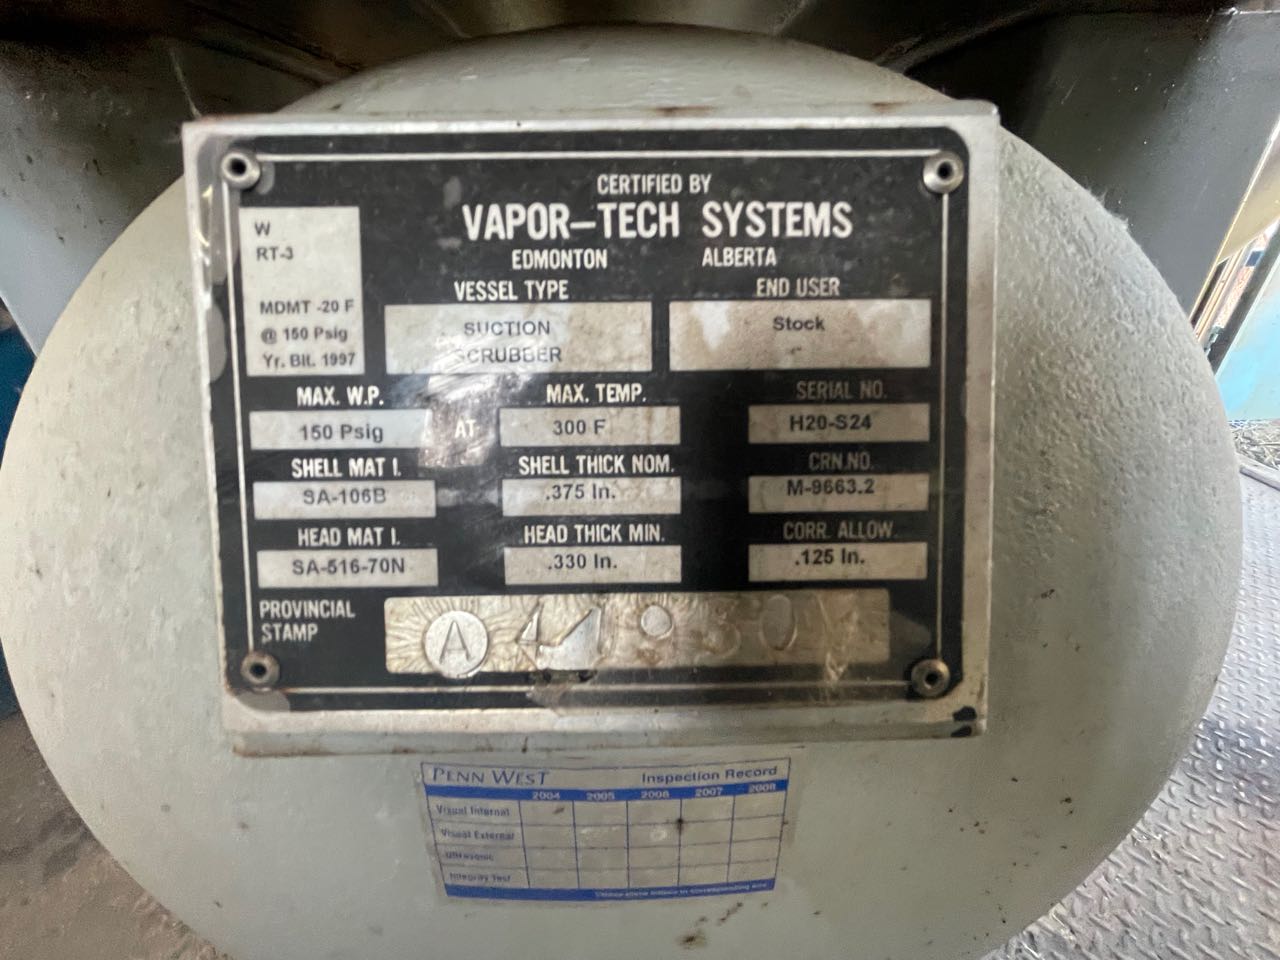 CERTIFIED BY
VAPOR-TECH SYSTEMS
EDMONTON ALBERTA
W
RT-3
MDMT -20 F
@ 150 Psig
Yr. Blt. 1997
VESSEL TYPE
SUCTION
SCRUBBER
END USER
Stock
MAX. W.P.
150 Psig
AT
MAX. TEMP.
300 F
SERIAL NO.
H20-S24
SHELL MAT'L.
SA-106B
SHELL THICK NOM.
.375 In.
CRN.NO.
M-9663.2
HEAD MAT'L.
SA-516-70N
HEAD THICK MIN.
.330 In.
CORR. ALLOW.
.125 In.
PROVINCIAL
STAMP
A
PENN WEST Inspection Record
2004 2005 2006 2007 2008
Visual Internal
Visual External
Ultrasonic
Integrity Test